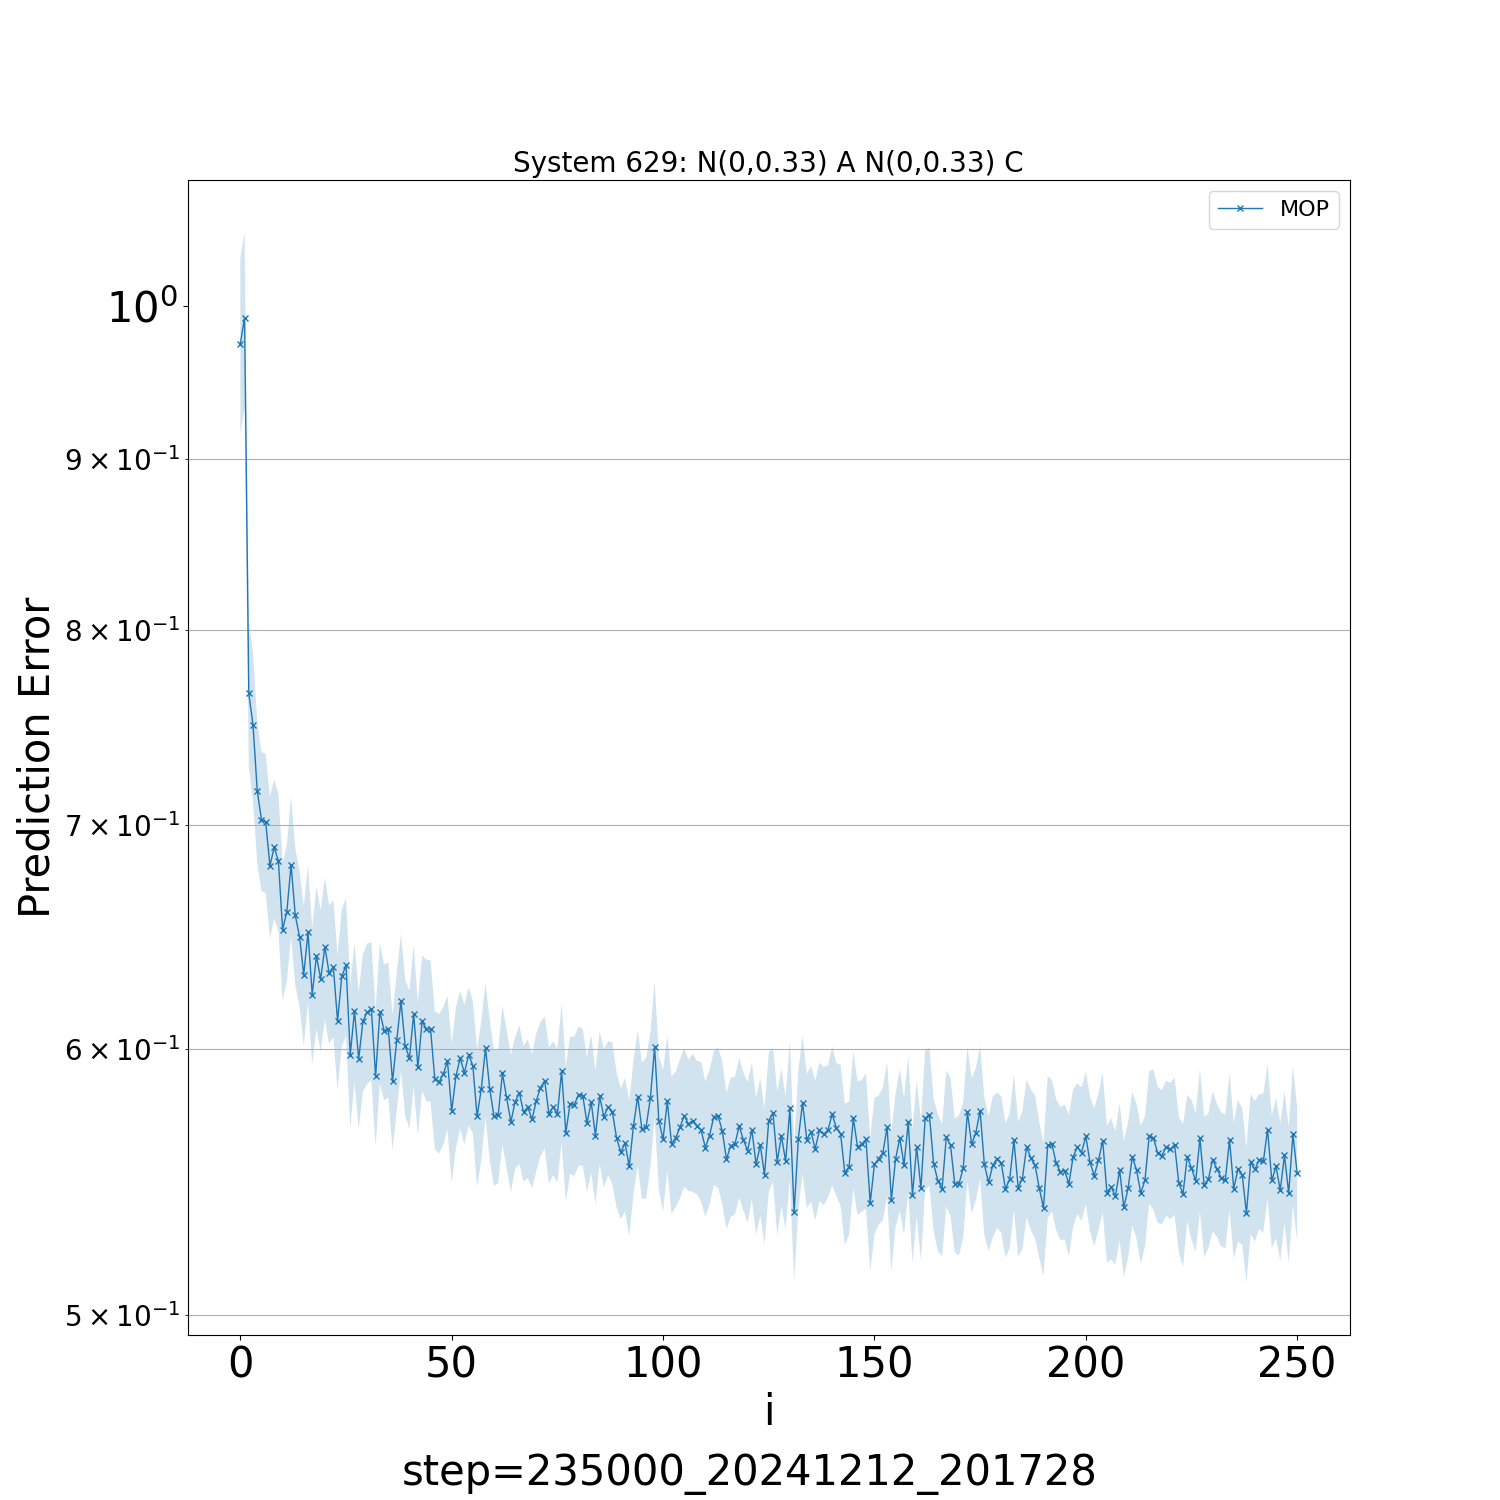 System 629: N(0,0.33) A N(0,0.33) C
MOP
10⁰
9 × 10⁻¹
8 × 10⁻¹
7 × 10⁻¹
6 × 10⁻¹
5 × 10⁻¹
Prediction Error
0 50 100 150 200 250
i
step=235000_20241212_201728